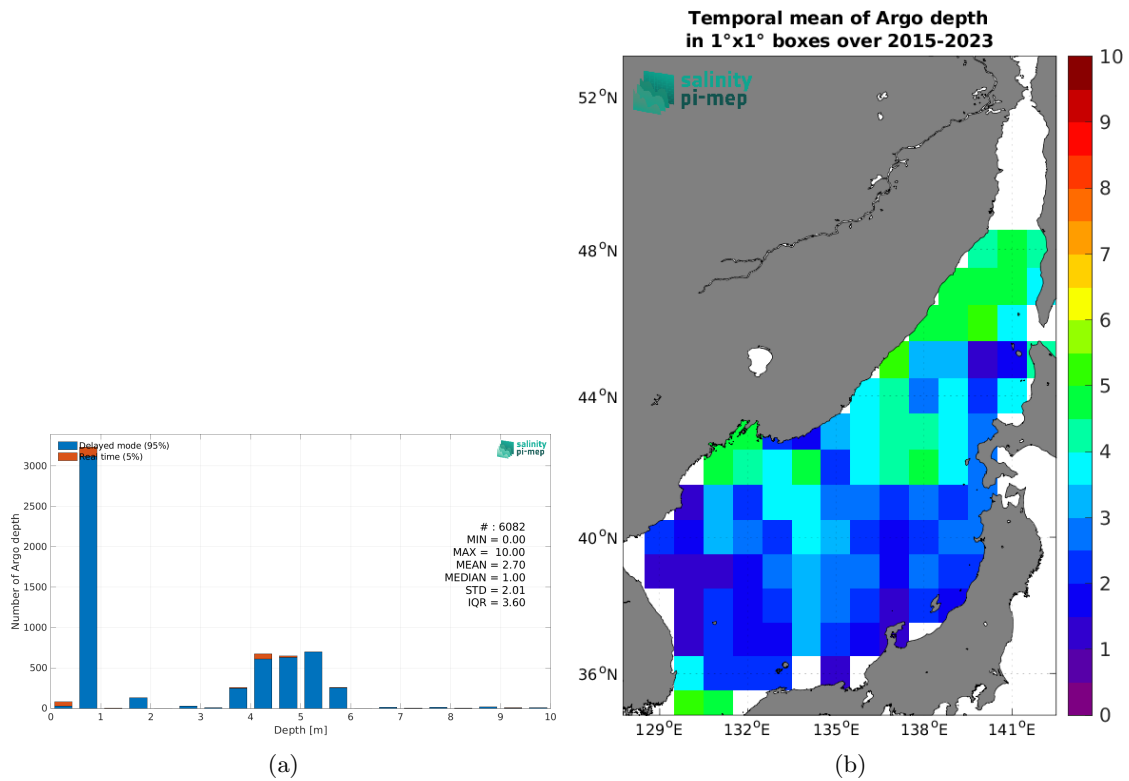 Temporal mean of Argo depth
in 1°x1° boxes over 2015-2023
salinity
pi-mep
52°N
48°N
44°N
40°N
36°N
129°E
132°E
135°E
138°E
141°E
10
9
8
7
6
5
4
3
2
1
0
(b)
Delayed mode (95%)
Real time (5%)
salinity
pi-mep
# : 6082
MIN = 0.00
MAX = 10.00
MEAN = 2.70
MEDIAN = 1.00
STD = 2.01
IQR = 3.60
Number of Argo depth
3000
2500
2000
1500
1000
500
0
0
1
2
3
4
5
6
7
8
9
10
Depth [m]
(a)